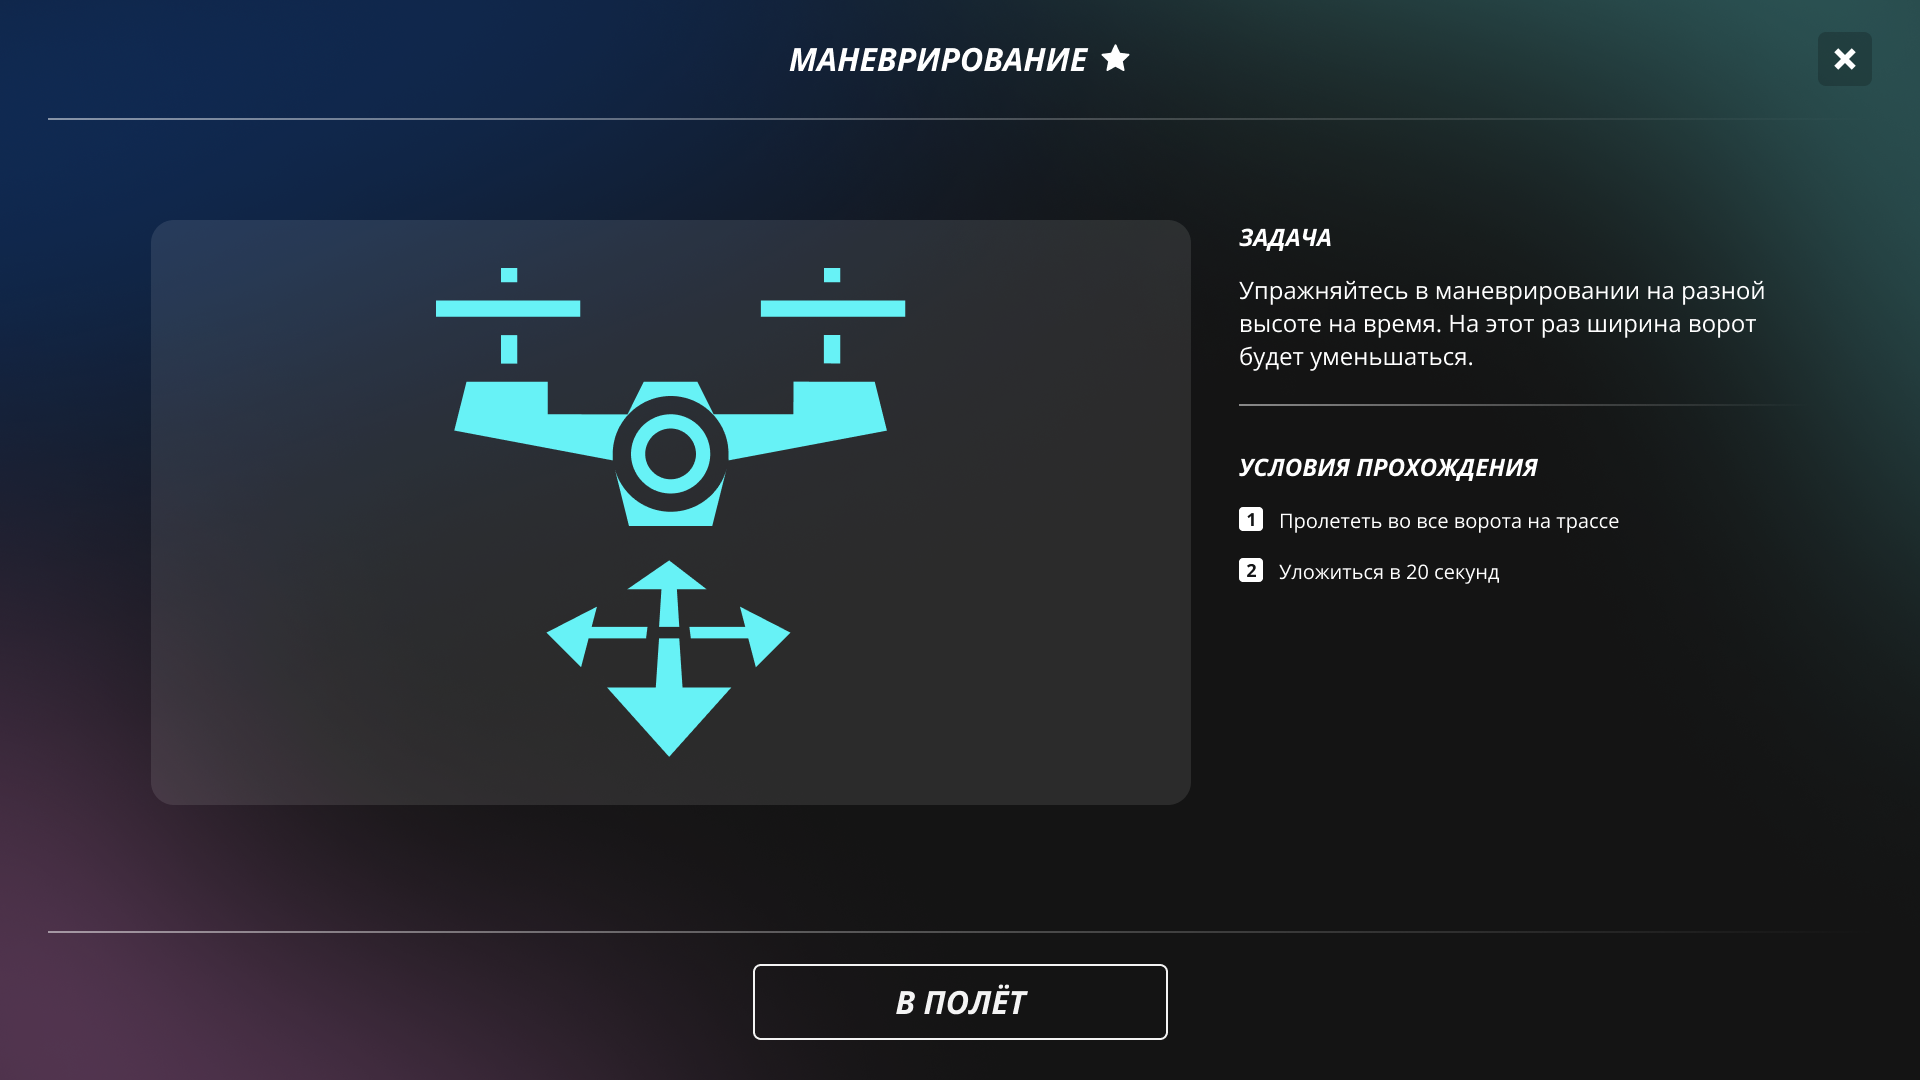 МАНЕВРИРОВАНИЕ
ЗАДАЧА
Упражняйтесь в маневрировании на разной
высоте на время. На этот раз ширина ворот
будет уменьшаться.
УСЛОВИЯ ПРОХОЖДЕНИЯ
1 Пролететь во все ворота на трассе
2 Уложиться в 20 секунд
В ПОЛЁТ